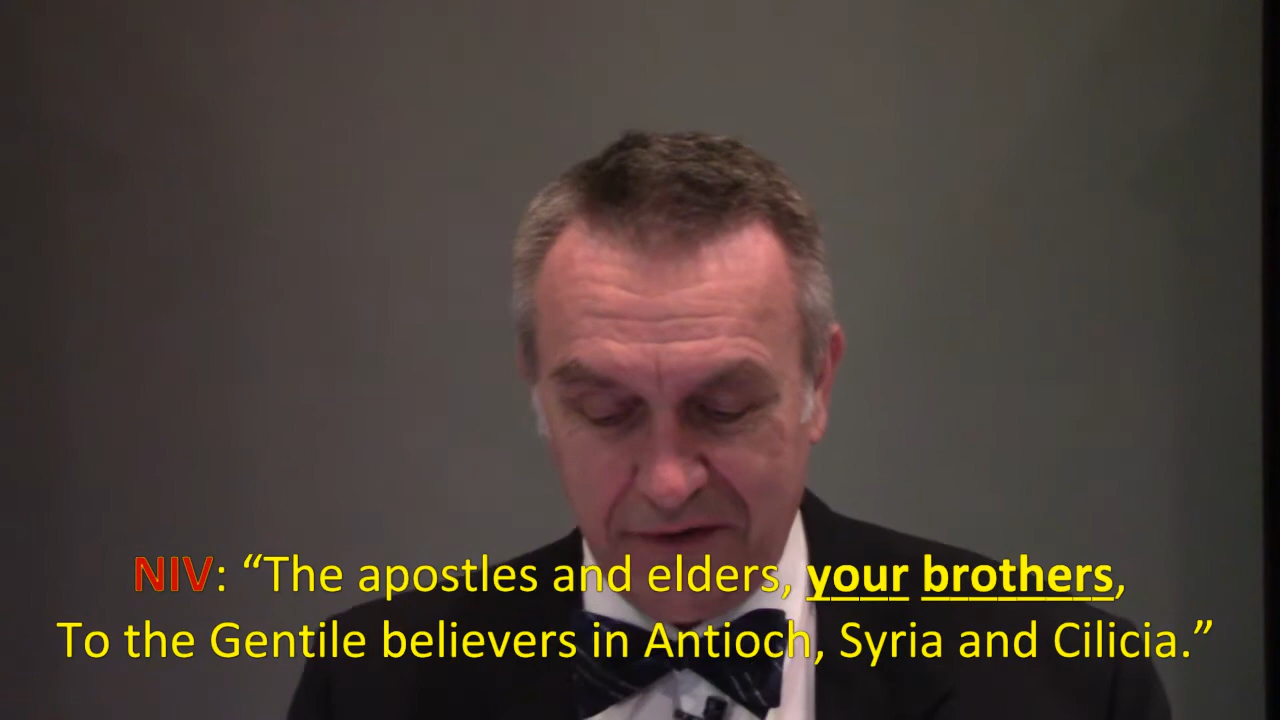 NIV: “The apostles and elders, your brothers,
To the Gentile believers in Antioch, Syria and Cilicia.”